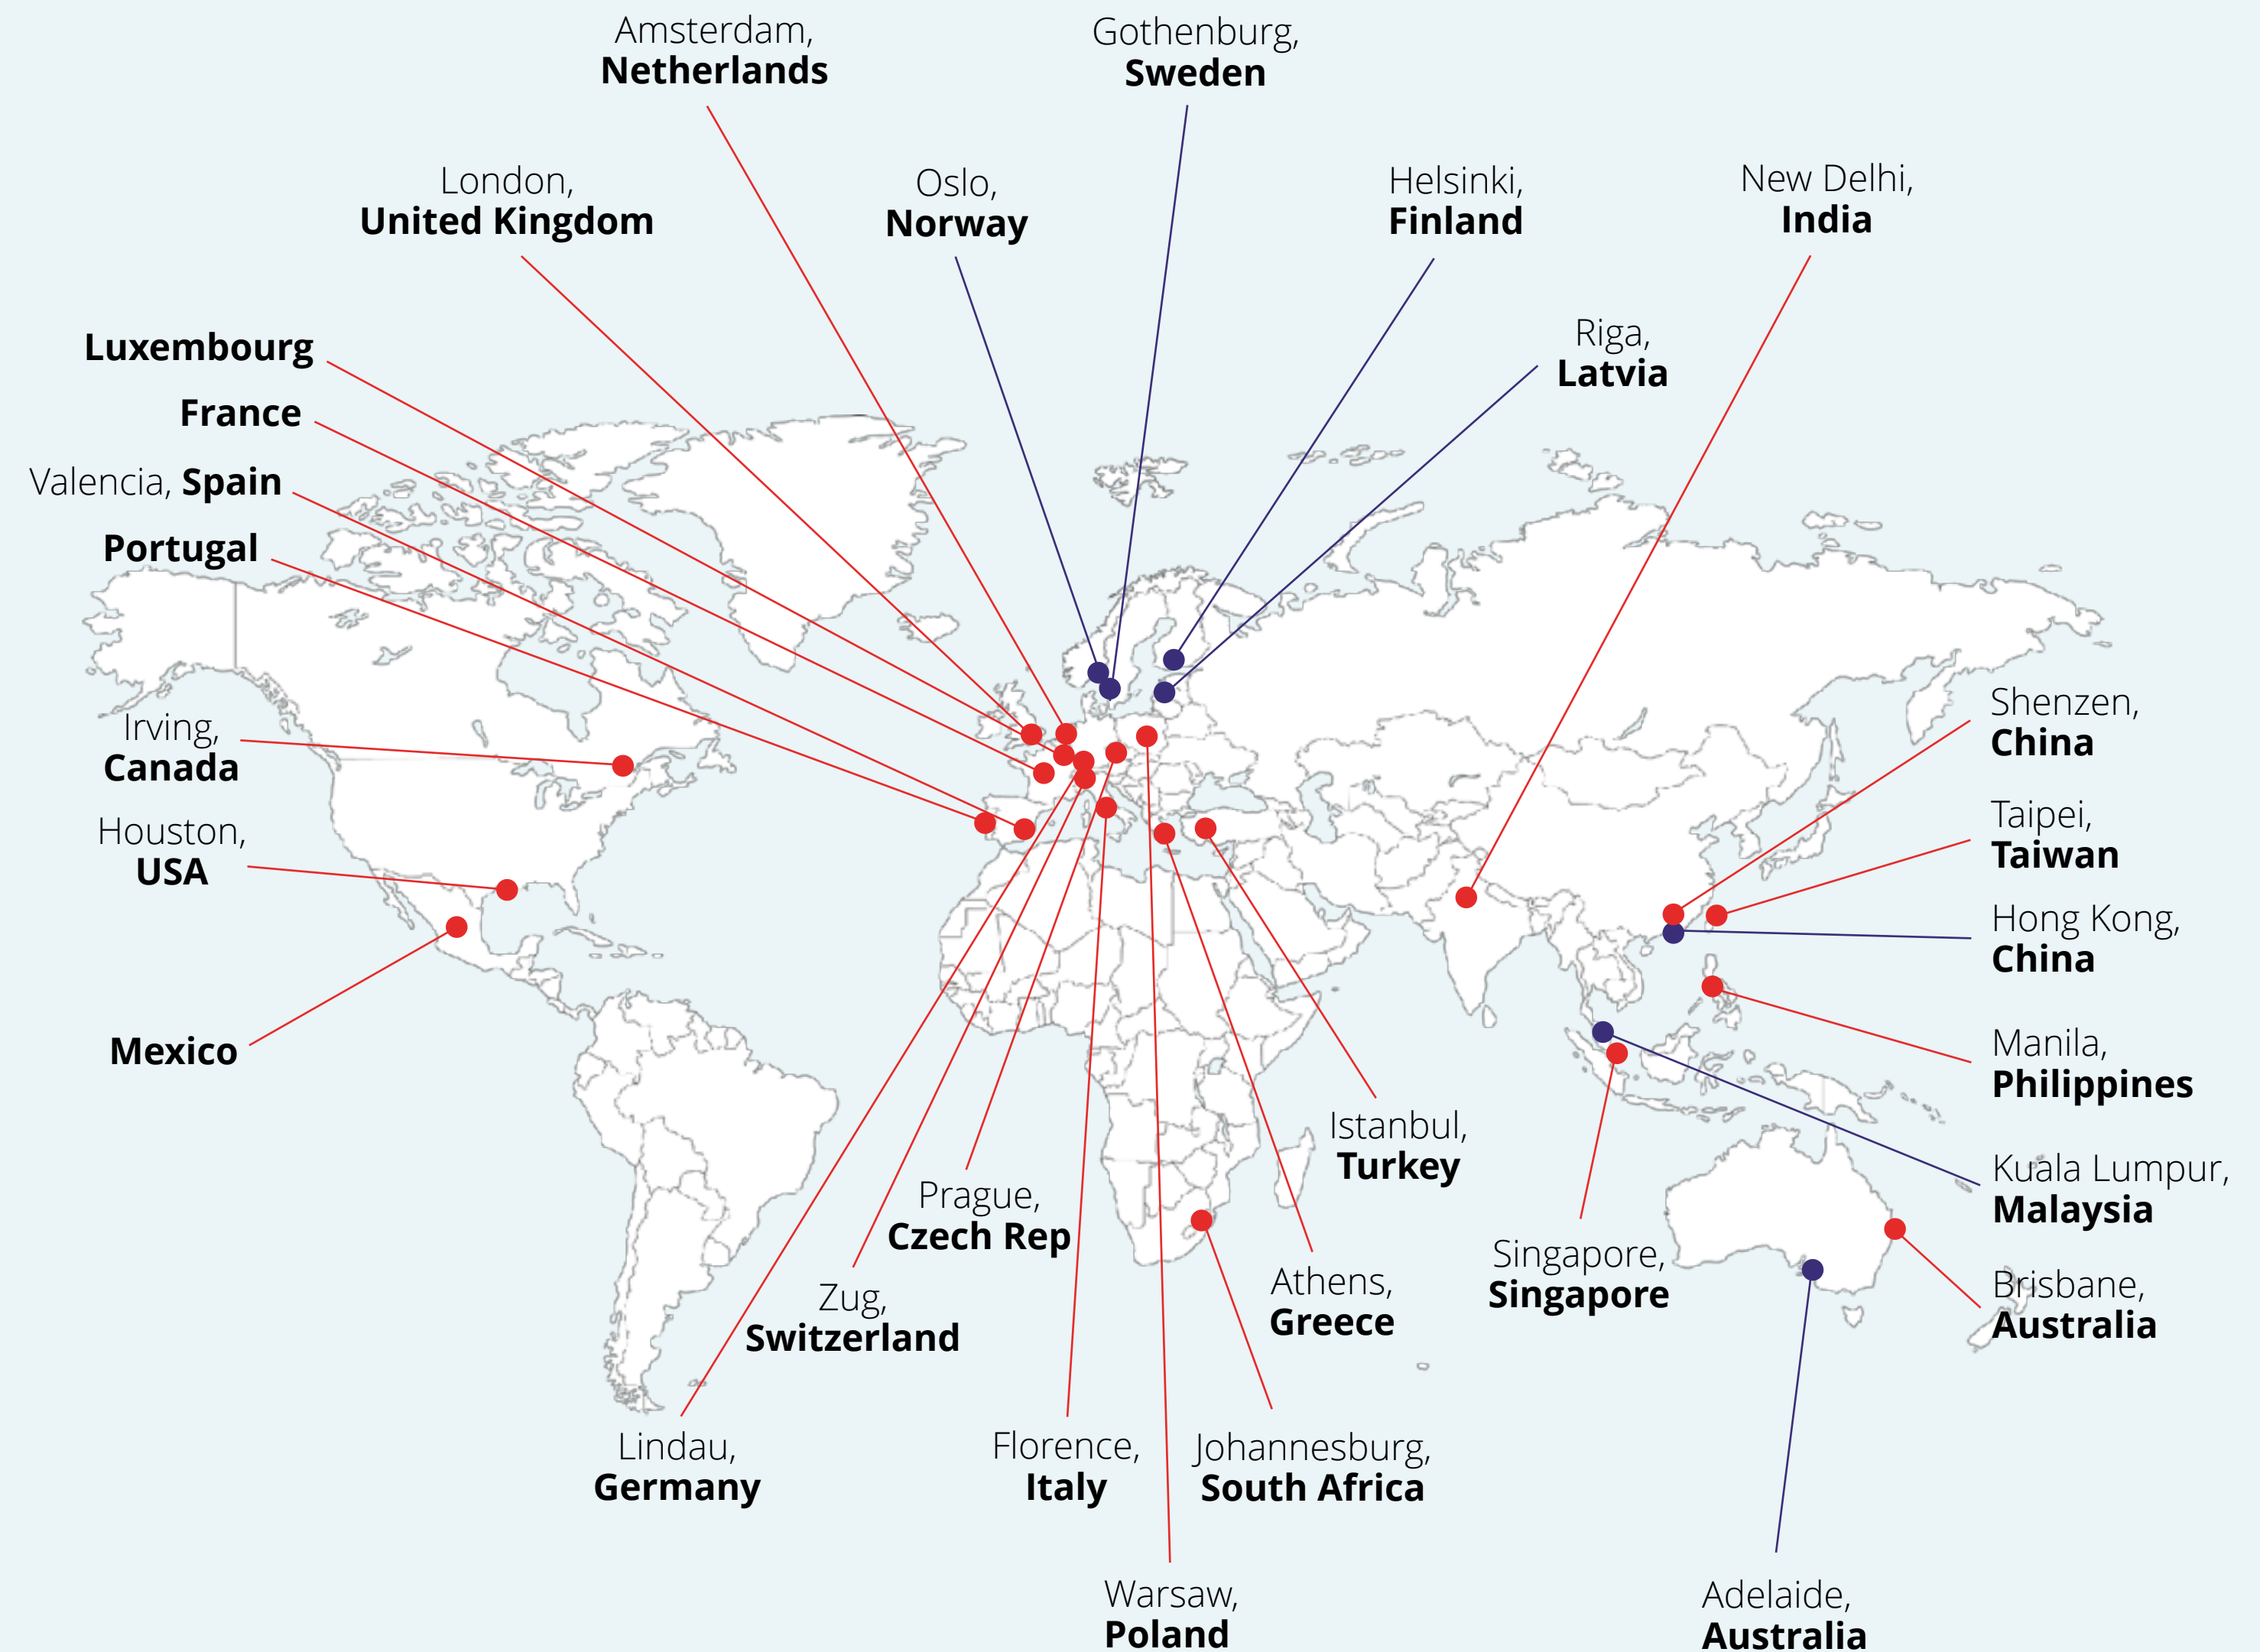 Amsterdam,
Netherlands
Gothenburg,
Sweden
London,
United Kingdom
Oslo,
Norway
Helsinki,
Finland
New Delhi,
India
Riga,
Latvia
Luxembourg
France
Valencia, Spain
Portugal
Irving,
Canada
Houston,
USA
Mexico
Shenzen,
China
Taipei,
Taiwan
Hong Kong,
China
Manila,
Philippines
Kuala Lumpur,
Malaysia
Brisbane,
Australia
Istanbul,
Turkey
Prague,
Czech Rep
Singapore,
Singapore
Athens,
Greece
Zug,
Switzerland
Lindau,
Germany
Florence,
Italy
Johannesburg,
South Africa
Warsaw,
Poland
Adelaide,
Australia